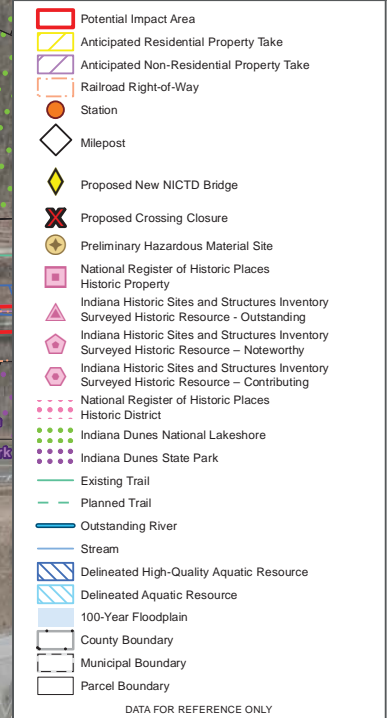 Potential Impact Area
Anticipated Residential Property Take
Anticipated Non-Residential Property Take
Railroad Right-of-Way
Station
Milepost
Proposed New NICTD Bridge
Proposed Crossing Closure
Preliminary Hazardous Material Site
National Register of Historic Places
Historic Property
Indiana Historic Sites and Structures Inventory
Surveyed Historic Resource - Outstanding
Indiana Historic Sites and Structures Inventory
Surveyed Historic Resource – Noteworthy
Indiana Historic Sites and Structures Inventory
Surveyed Historic Resource – Contributing
National Register of Historic Places
Historic District
Indiana Dunes National Lakeshore
Indiana Dunes State Park
Existing Trail
Planned Trail
Outstanding River
Stream
Delineated High-Quality Aquatic Resource
Delineated Aquatic Resource
100-Year Floodplain
County Boundary
Municipal Boundary
Parcel Boundary
DATA FOR REFERENCE ONLY